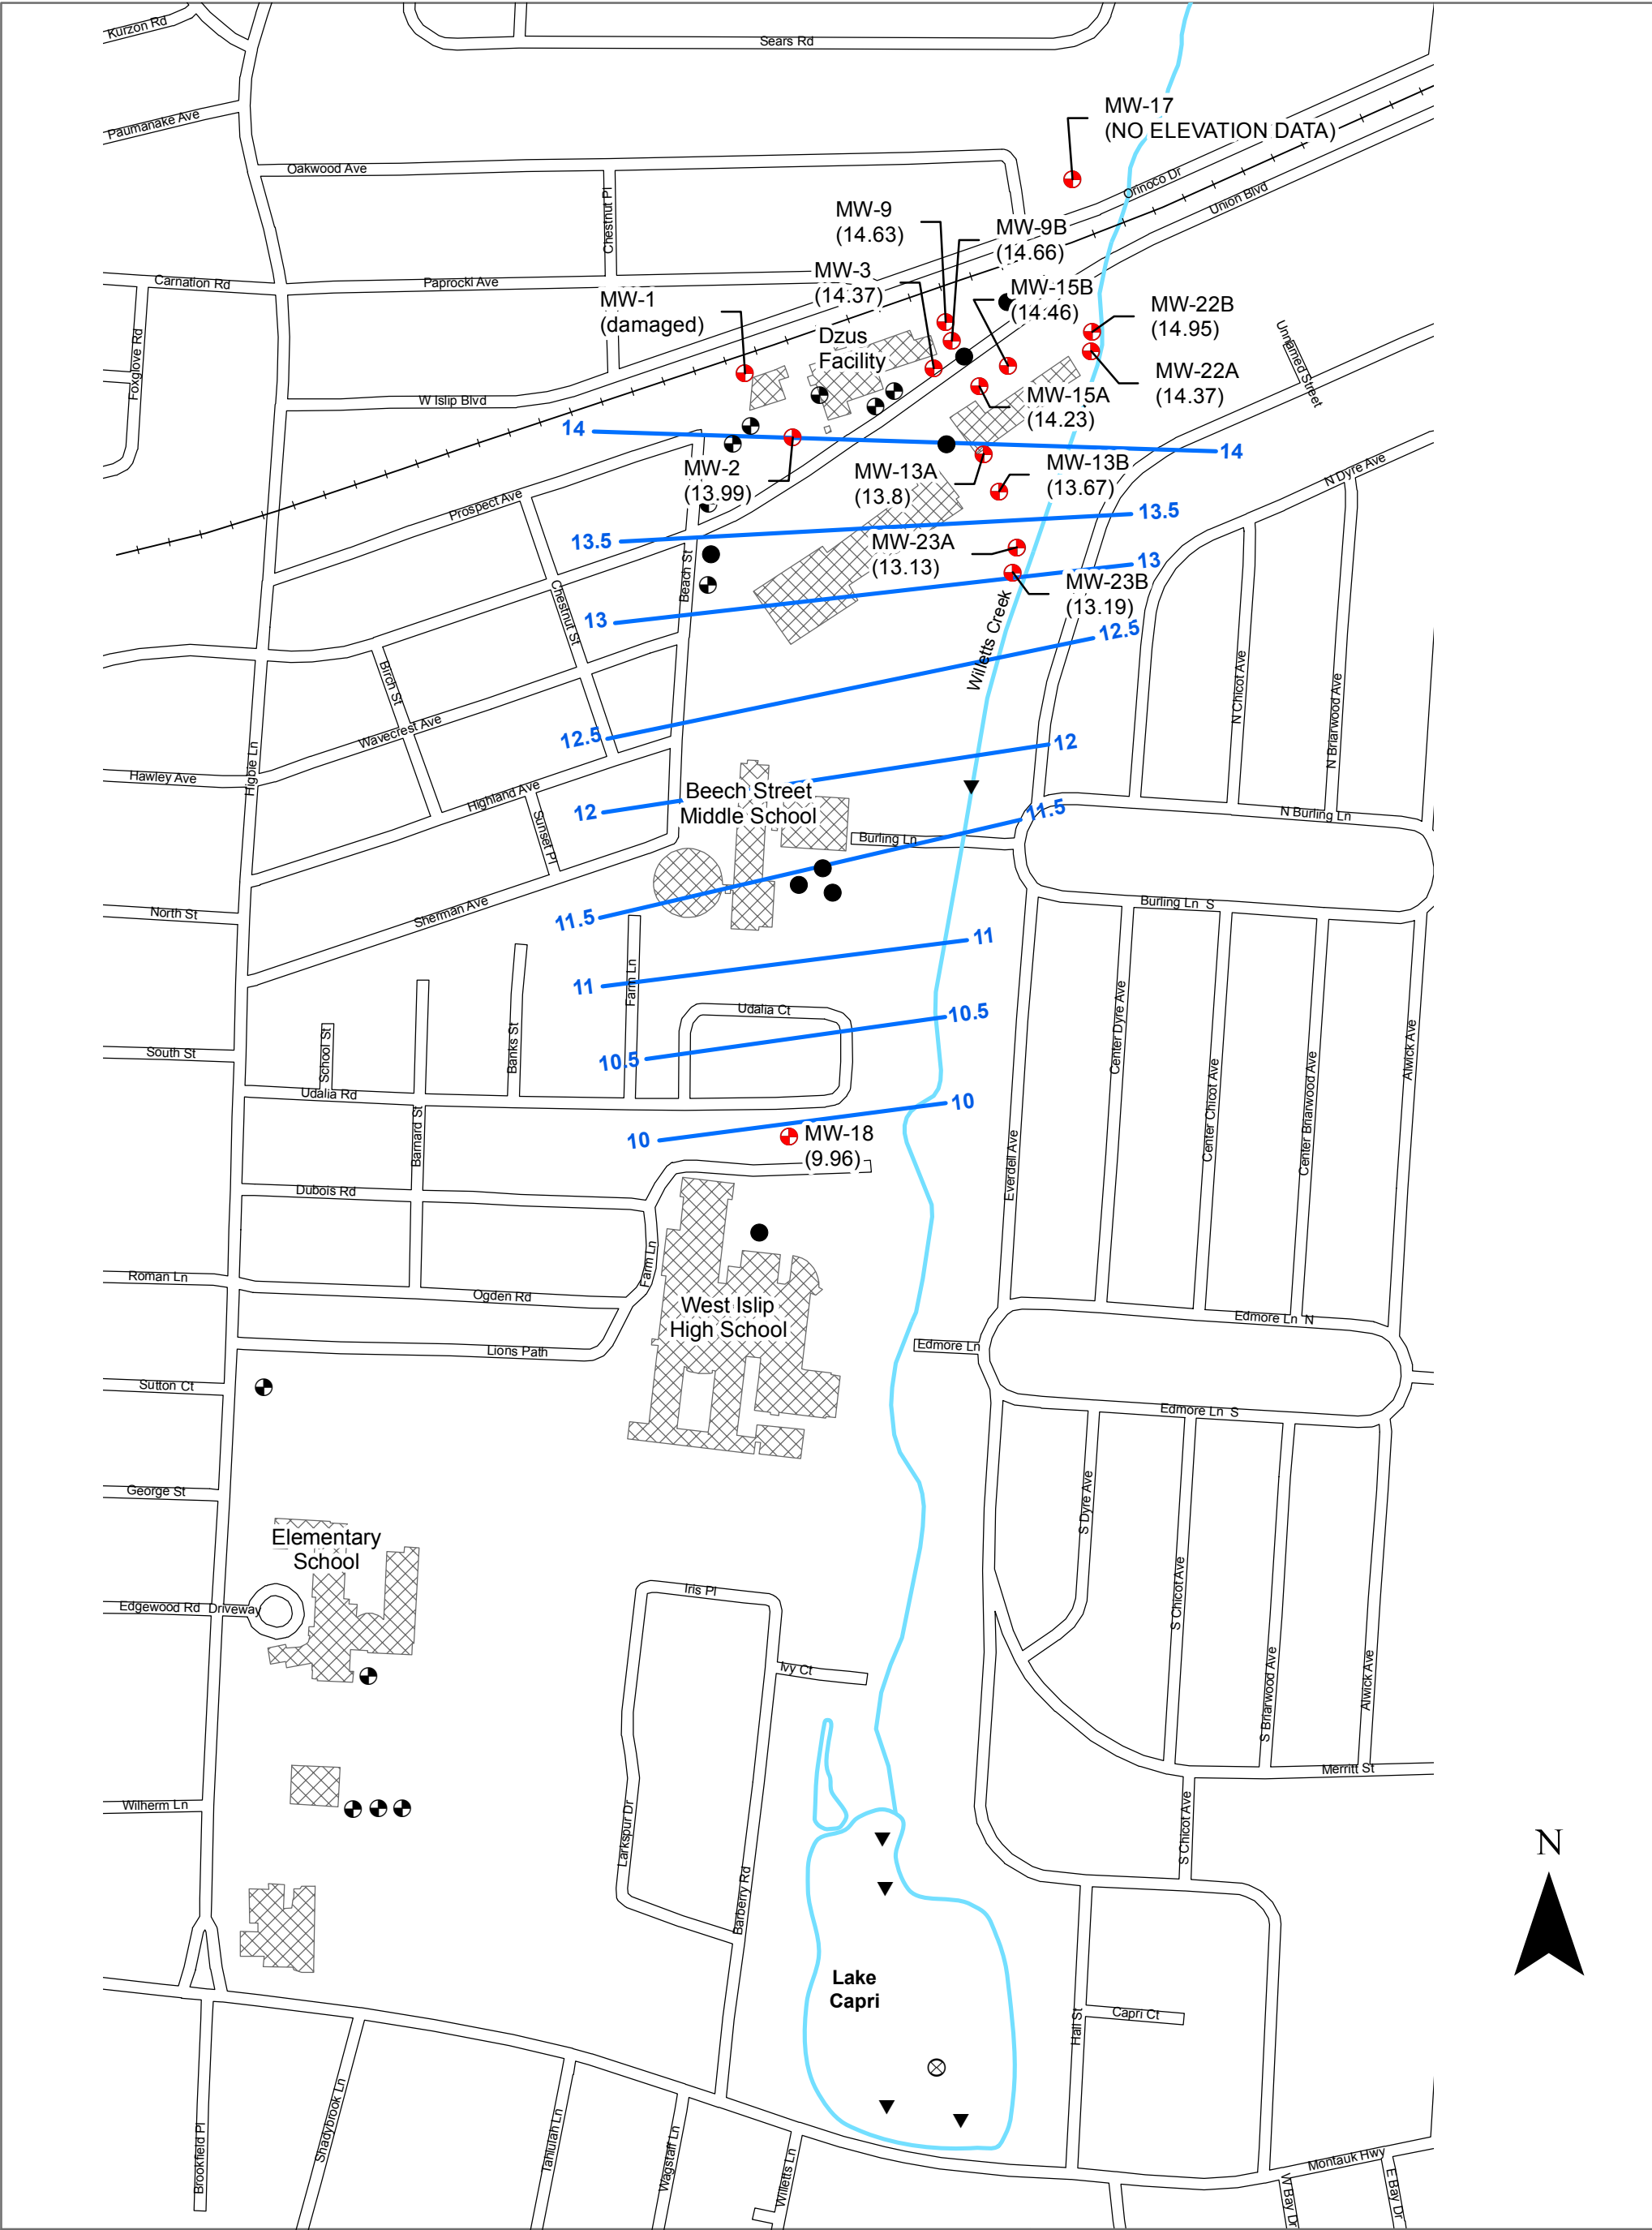 Kurzon Rd
Sears Rd
MW-17
(NO ELEVATION DATA)
Paumanake Ave
Oakwood Ave
Orinoco Dr
Union Blvd
Chestnut Pl
MW-9
(14.63)
MW-9B
(14.66)
Carnation Rd
Paprocki Ave
MW-3
(14.37)
MW-15B
(14.46)
MW-1
(damaged)
MW-22B
(14.95)
Dzus
Facility
Foxglove Rd
Unnamed Street
MW-22A
(14.37)
W Islip Blvd
MW-15A
(14.23)
14
14
MW-2
(13.99)
MW-13A
(13.8)
MW-13B
(13.67)
N Dyre Ave
Prospect Ave
13.5
13.5
MW-23A
(13.13)
13
Beach St
MW-23B
(13.19)
Chestnut St
13
12.5
Willetts Creek
Birch St
N Chicot Ave
N Briarwood Ave
Wavecrest Ave
12.5
12
Hawley Ave
Higbie Ln
Highland Ave
Beech Street
Middle School
12
11.5
N Burling Ln
Sunset Pl
Burling Ln
North St
Sherman Ave
11.5
Burling Ln S
11
11
Farm Ln
Udalia Ct
10.5
Center Dyre Ave
South St
School St
Banks St
10.5
Center Chicot Ave
Center Briarwood Ave
Alwick Ave
Udalia Rd
10
Barnard St
10
MW-18
(9.96)
Everdell Ave
Dubois Rd
Farm Ln
Roman Ln
Ogden Rd
West Islip
High School
Edmore Ln N
Lions Path
Edmore Ln
Sutton Ct
Edmore Ln S
George St
S Dyre Ave
Elementary
School
Iris Pl
S Chicot Ave
Edgewood Rd Driveway
Ivy Ct
S Briarwood Ave
Alwick Ave
Merritt St
Wilherm Ln
Larkspur Dr
S Chicot Ave
N
Barberry Rd
Lake
Capri
Capri Ct
Hall St
Brookfield Pl
Shadybrook Ln
Tahlulah Ln
Wagstaff Ln
Willetts Ln
Montauk Hwy
W Bay Dr
E Bay Dr